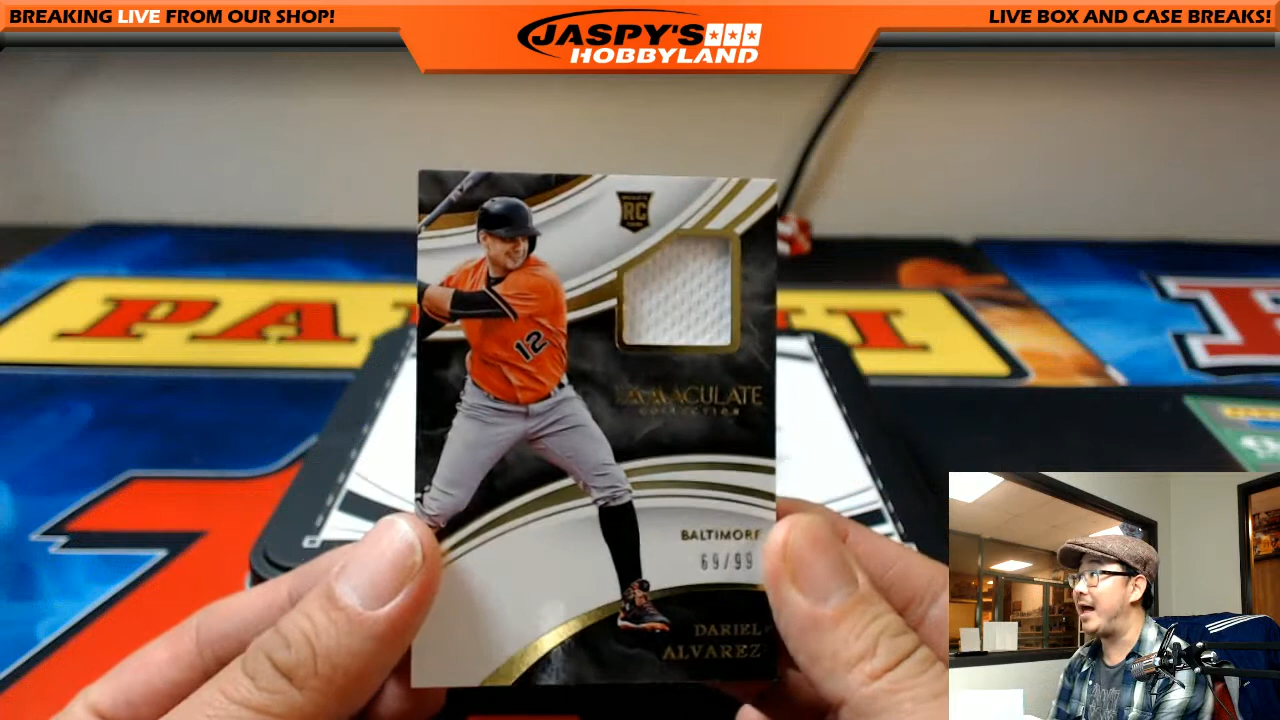 BREAKING LIVE FROM OUR SHOP!
JASPY'S
HOBBYLAND
LIVE BOX AND CASE BREAKS!
RC
12
IMMACULATE
COLLECTION
BALTIMORE
69/99
DARIEL
ALVAREZ